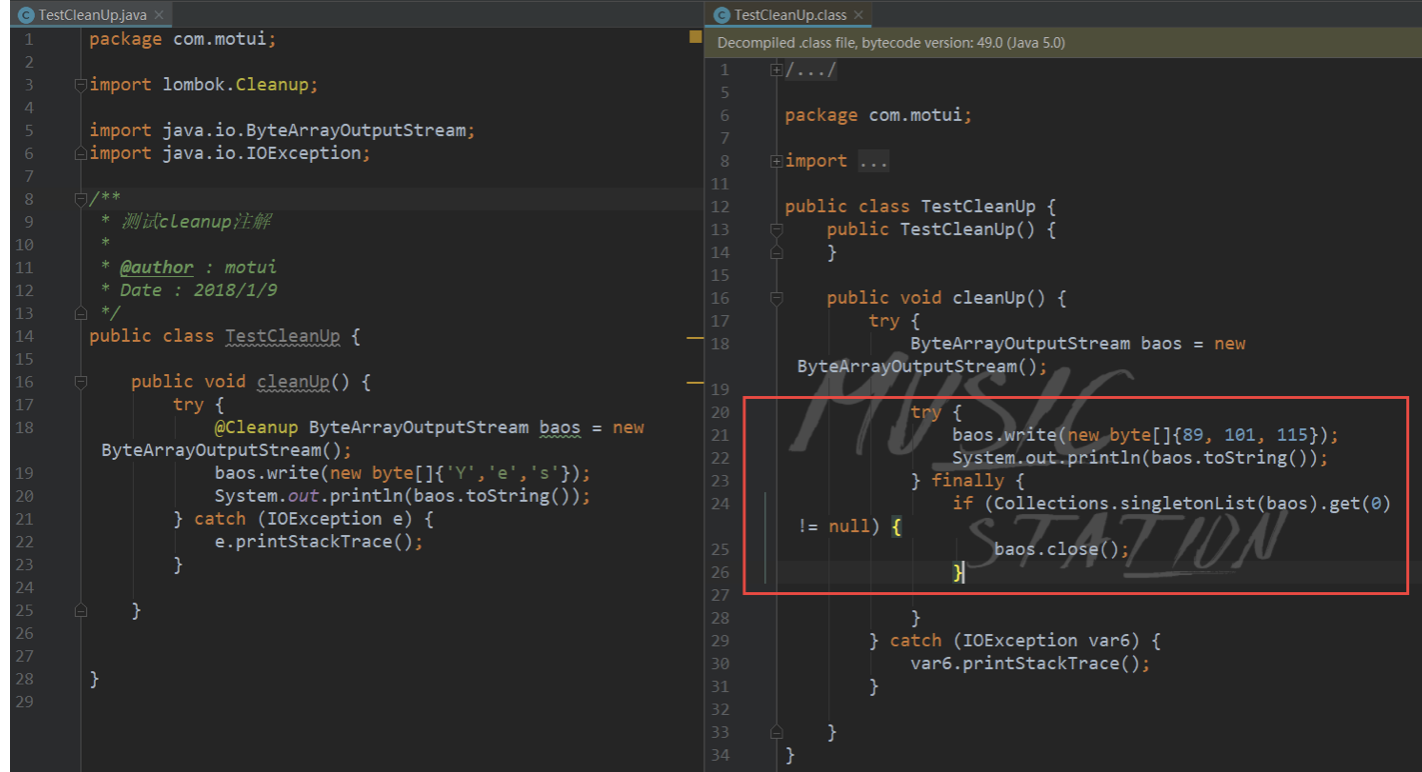 TestCleanUp.java
1 package com.motui;
2
3 import lombok.Cleanup;
4
5 import java.io.ByteArrayOutputStream;
6 import java.io.IOException;
7
8 /**
9 * 测试cleanup注解
10 *
11 * @author : motui
12 * Date : 2018/1/9
13 */
14 public class TestCleanUp {
15
16 public void cleanUp() {
17 try {
18 @Cleanup ByteArrayOutputStream baos = new
ByteArrayOutputStream();
19 baos.write(new byte[]{'Y','e','s'});
20 System.out.println(baos.toString());
21 } catch (IOException e) {
22 e.printStackTrace();
23 }
24
25 }
26
27
28 }
29
TestCleanUp.class
Decompiled .class file, bytecode version: 49.0 (Java 5.0)
1 /.../
5
6 package com.motui;
7
8 import ...
11
12 public class TestCleanUp {
13 public TestCleanUp() {
14 }
15
16 public void cleanUp() {
17 try {
18 ByteArrayOutputStream baos = new
ByteArrayOutputStream();
19
20 try {
21 baos.write(new byte[]{89, 101, 115});
22 System.out.println(baos.toString());
23 } finally {
24 if (Collections.singletonList(baos).get(0)
!= null) {
25 baos.close();
26 }
27
28 }
29 } catch (IOException var6) {
30 var6.printStackTrace();
31 }
32
33 }
34 }
MUSIC
STATION